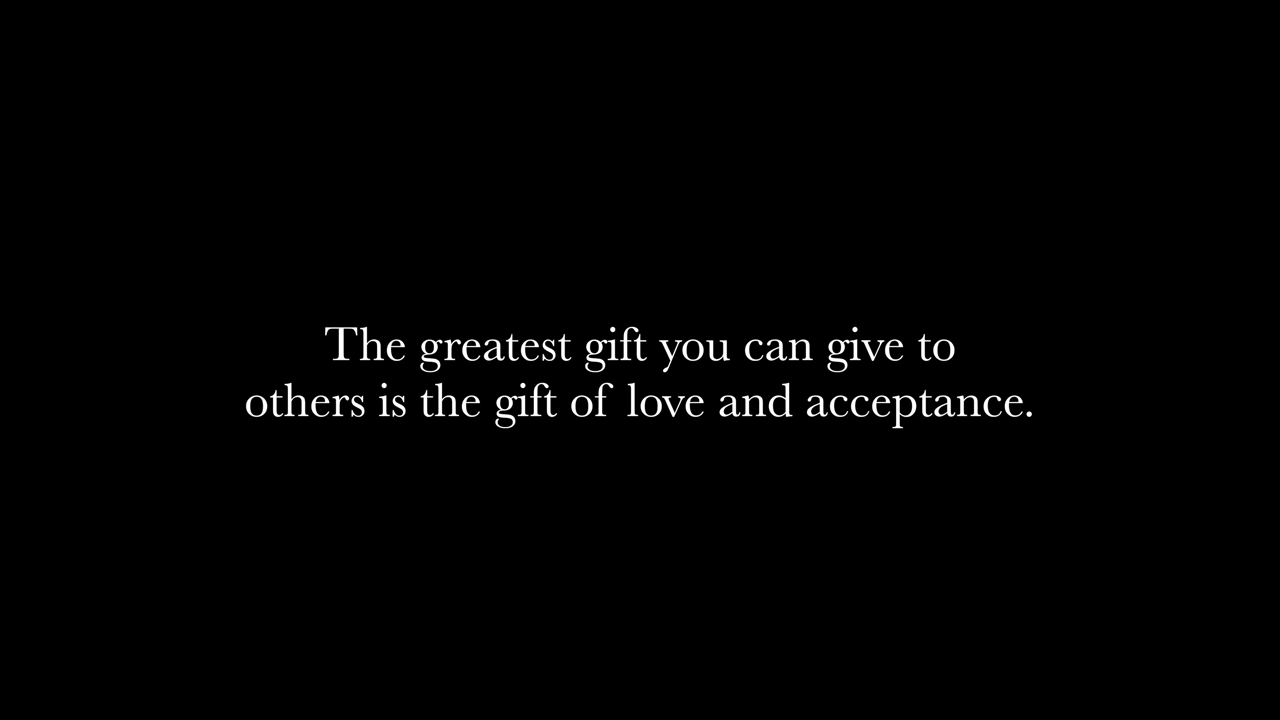 The greatest gift you can give to
others is the gift of love and acceptance.